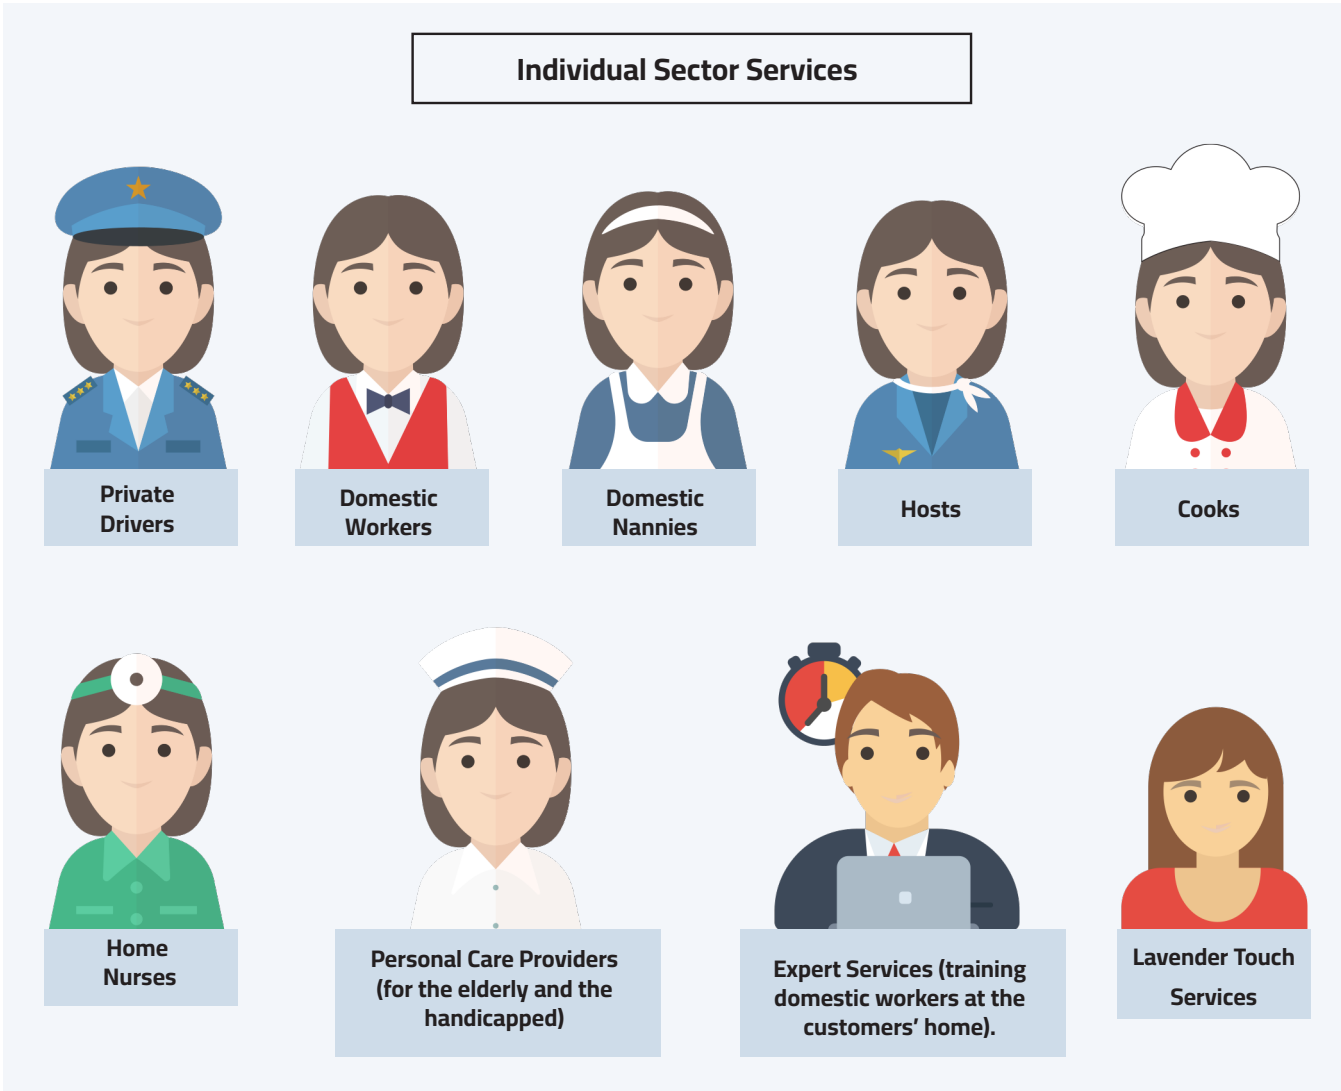 Individual Sector Services
Private
Drivers
Domestic
Workers
Domestic
Nannies
Hosts
Cooks
Home
Nurses
Personal Care Providers
(for the elderly and the
handicapped)
Expert Services (training
domestic workers at the
customers’ home).
Lavender Touch
Services